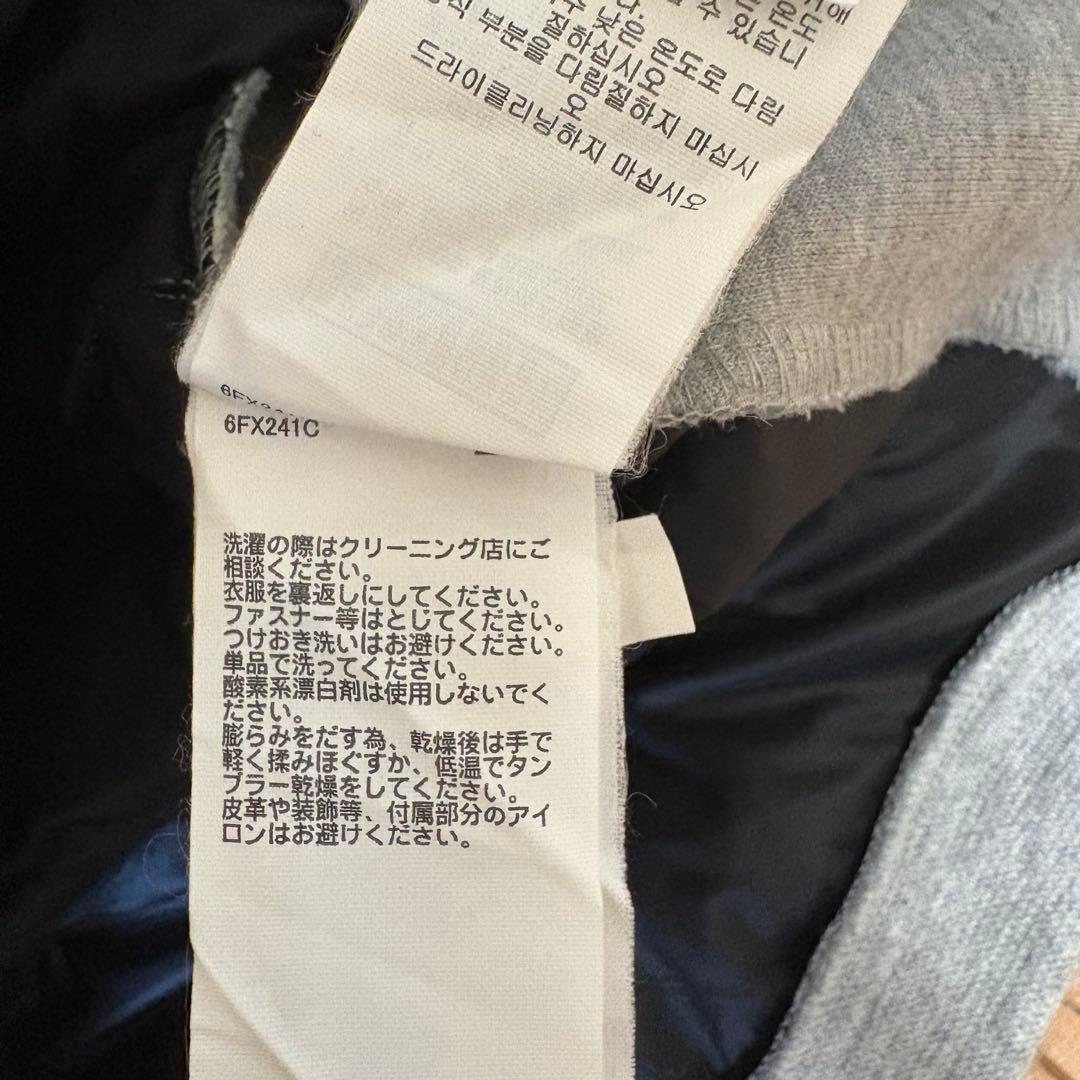 온도
수 있습니
낮은 온도로 다림
질하십시오
부분을 다림질하지 마십시
오
드라이클리닝하지 마십시오
6FX241C
洗濯の際はクリーニング店にご
相談ください。
衣服を裏返しにしてください。
ファスナー等はとじてください。
つけおき洗いはお避けください。
単品で洗ってください。
酸素系漂白剤は使用しないでく
ださい。
膨らみをだす為、乾燥後は手で
軽く揉みほぐすか、低温でタン
ブラー乾燥をしてください。
皮革や装飾等、付属部分のアイ
ロンはお避けください。